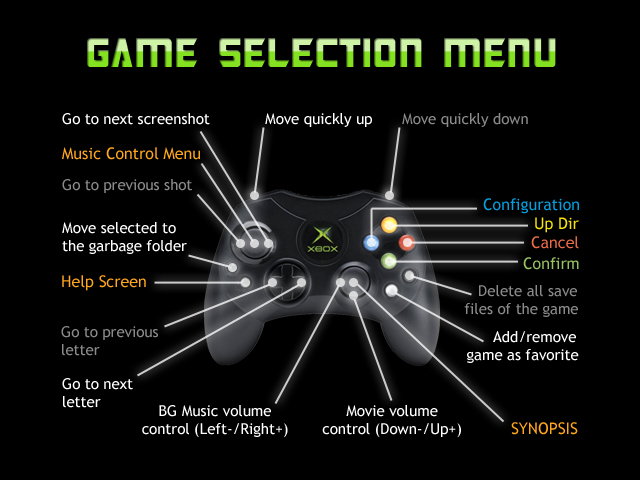 GAME SELECTION MENU
Go to next screenshot
Move quickly up
Move quickly down
Music Control Menu
Go to previous shot
Move selected to
the garbage folder
Help Screen
Go to previous
letter
Go to next
letter
XBOX
Configuration
Up Dir
Cancel
Confirm
Delete all save
files of the game
Add/remove
game as favorite
BG Music volume
control (Left-/Right+)
Movie volume
control (Down-/Up+)
SYNOPSIS